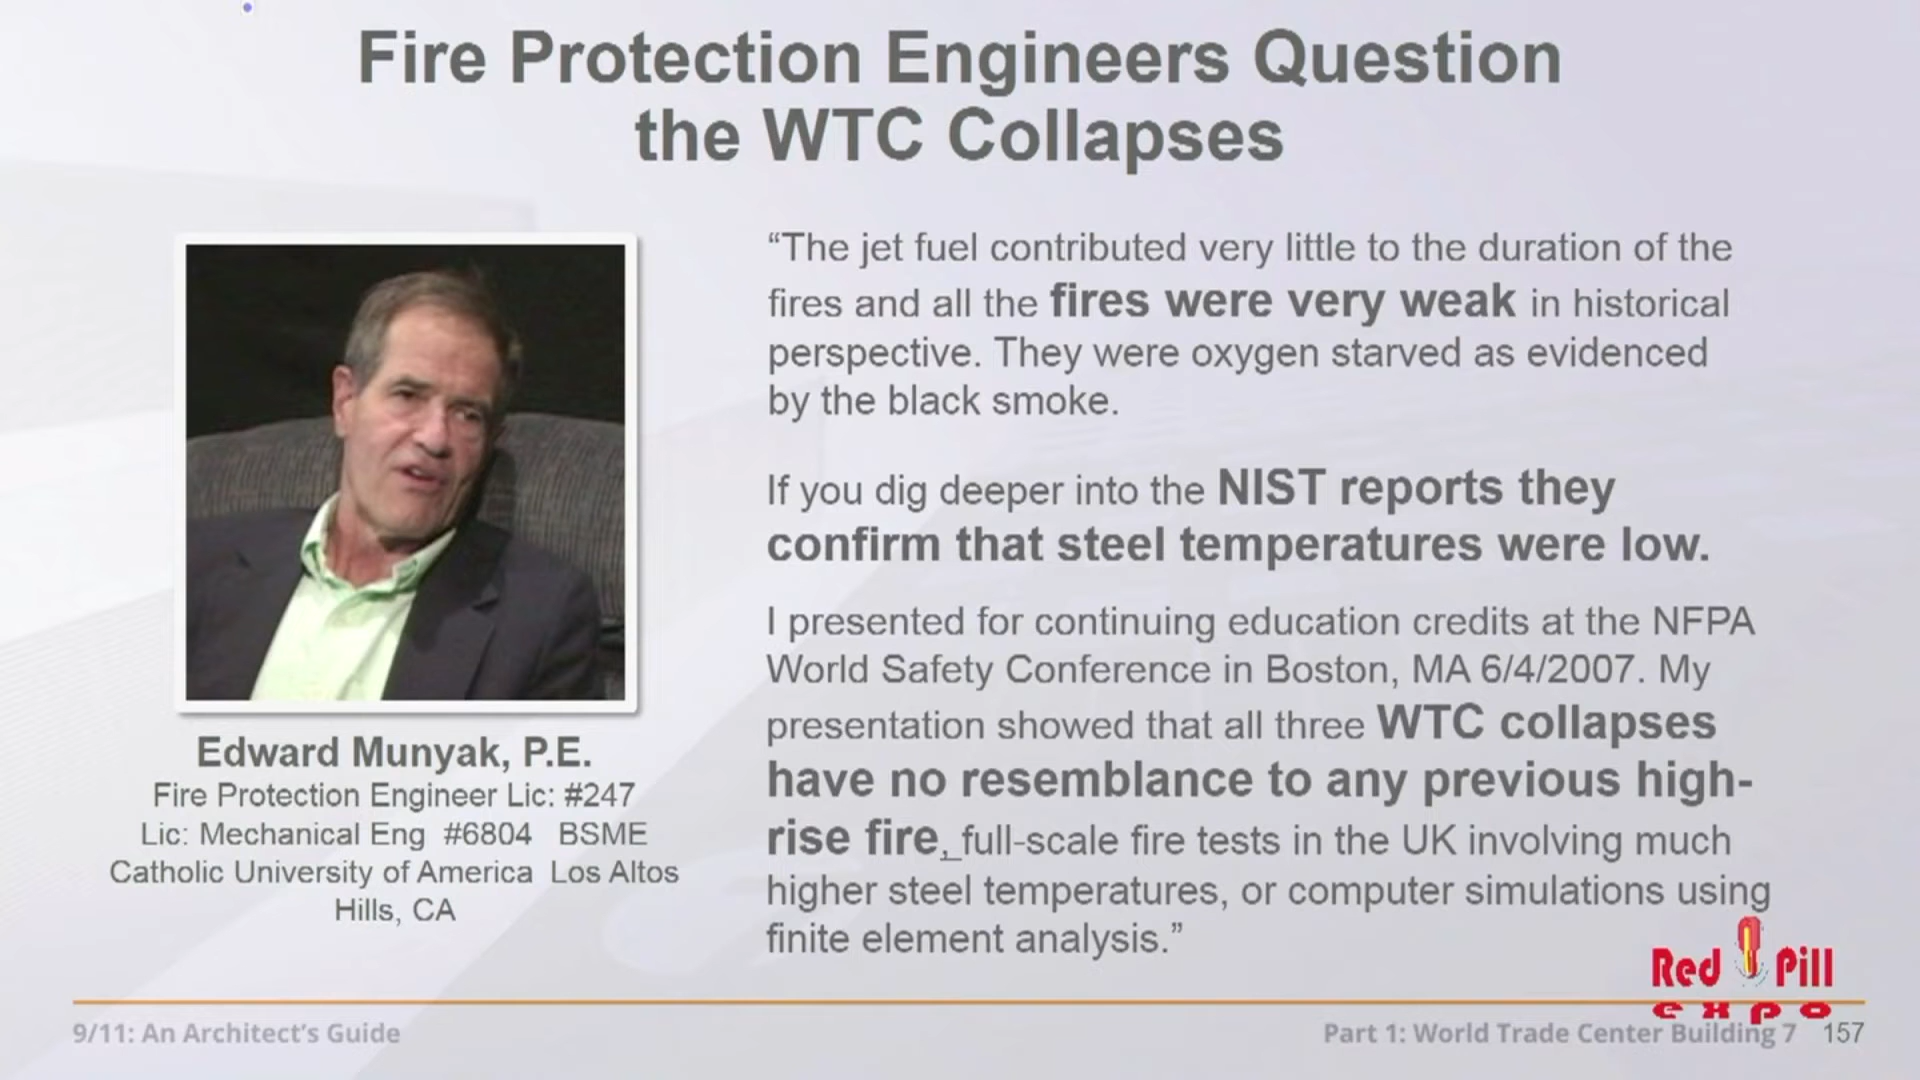 Fire Protection Engineers Question
the WTC Collapses
“The jet fuel contributed very little to the duration of the
fires and all the fires were very weak in historical
perspective. They were oxygen starved as evidenced
by the black smoke.
If you dig deeper into the NIST reports they
confirm that steel temperatures were low.
I presented for continuing education credits at the NFPA
World Safety Conference in Boston, MA 6/4/2007. My
presentation showed that all three WTC collapses
have no resemblance to any previous high-
rise fire, full-scale fire tests in the UK involving much
higher steel temperatures, or computer simulations using
finite element analysis.”
Edward Munyak, P.E.
Fire Protection Engineer Lic: #247
Lic: Mechanical Eng #6804 BSME
Catholic University of America Los Altos
Hills, CA
Red Pill
expo
9/11: An Architect’s Guide
Part 1: World Trade Center Building 7 157